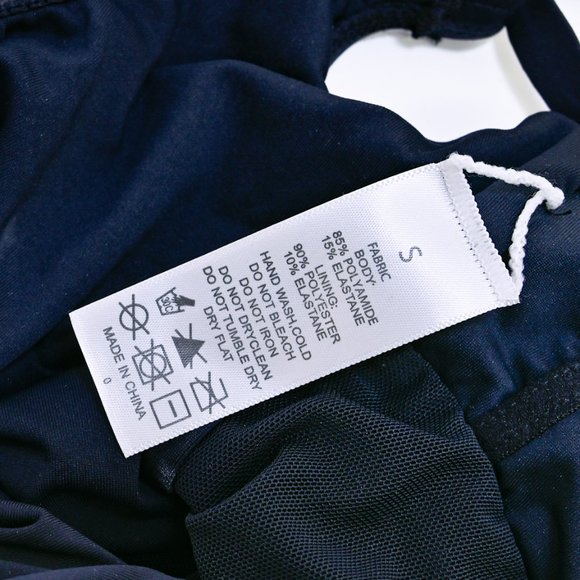 S
FABRIC
BODY:
85% POLYAMIDE
15% ELASTANE
LINING:
90% POLYESTER
10% ELASTANE
HAND WASH,COLD
DO NOT BLEACH
DO NOT IRON
DO NOT DRYCLEAN
DO NOT TUMBLE DRY
DRY FLAT
MADE IN CHINA
0